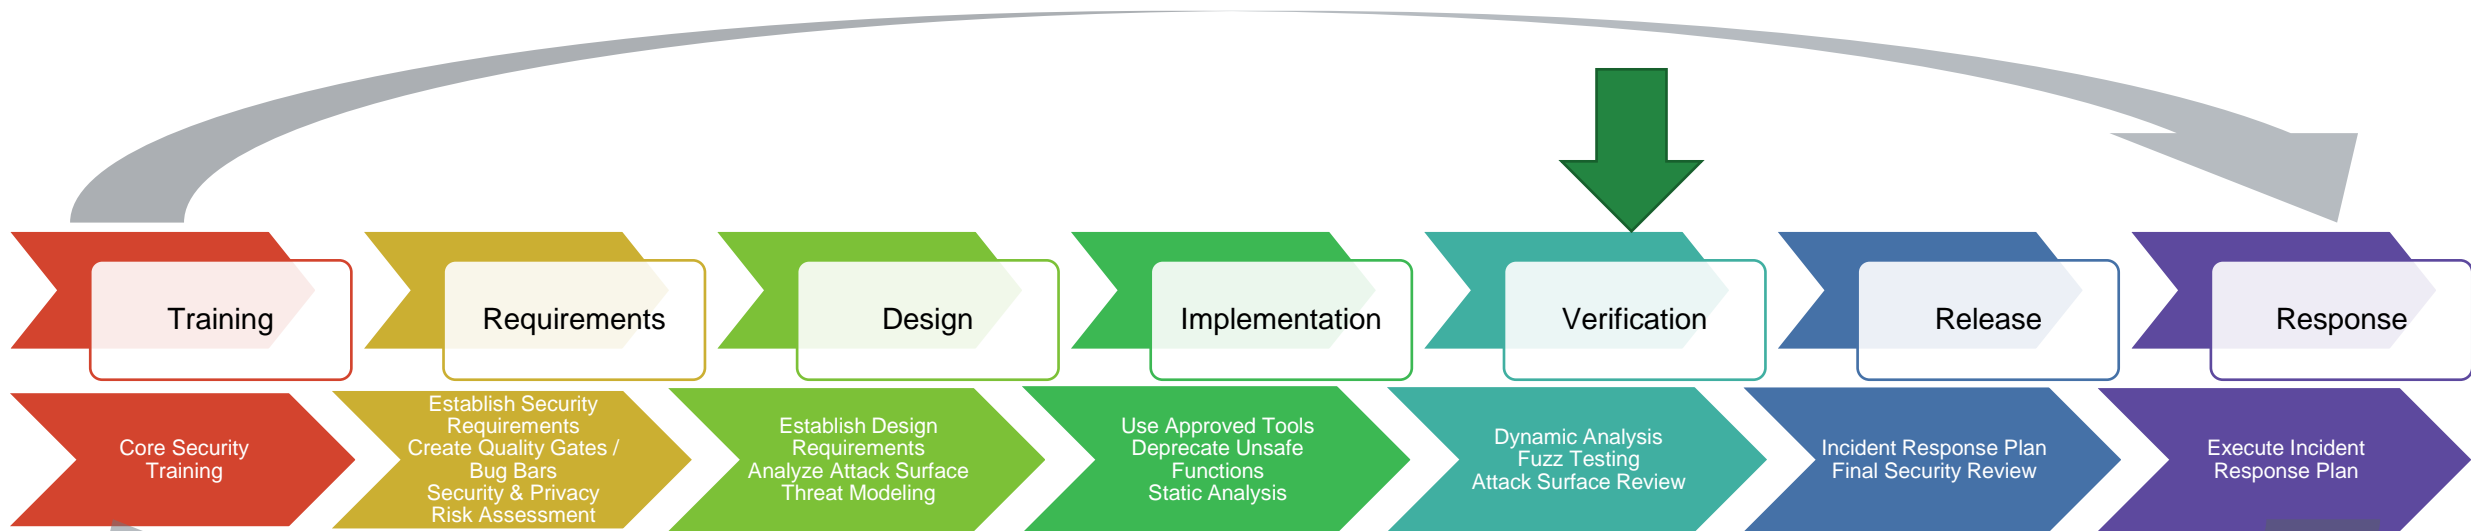 Training
Requirements
Design
Implementation
Verification
Release
Response
Core Security
Training
Establish Security
Requirements
Create Quality Gates /
Bug Bars
Security & Privacy
Risk Assessment
Establish Design
Requirements
Analyze Attack Surface
Threat Modeling
Use Approved Tools
Deprecate Unsafe
Functions
Static Analysis
Dynamic Analysis
Fuzz Testing
Attack Surface Review
Incident Response Plan
Final Security Review
Execute Incident
Response Plan